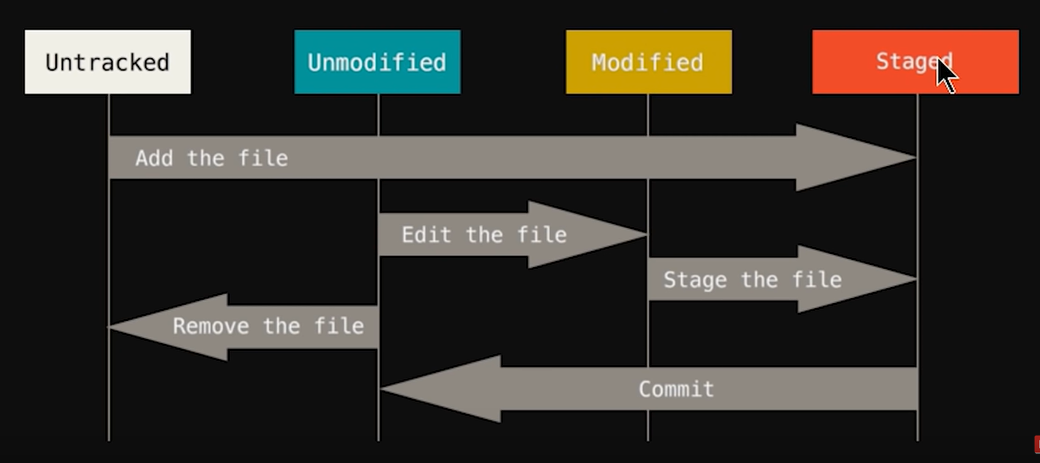 Untracked
Unmodified
Modified
Staged
Add the file
Edit the file
Stage the file
Remove the file
Commit